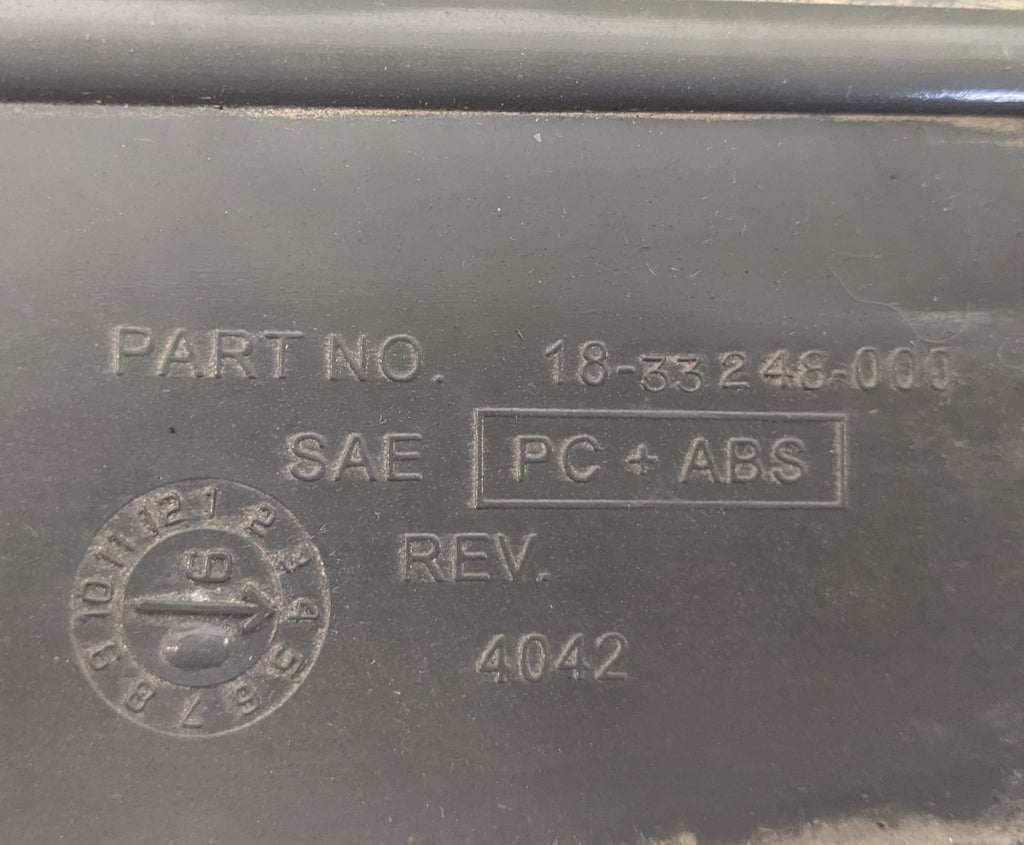 PART NO. 18-33248-000
SAE PC + ABS
REV.
4042
12 1 2 3 4 5 6 7 8 9 10 11